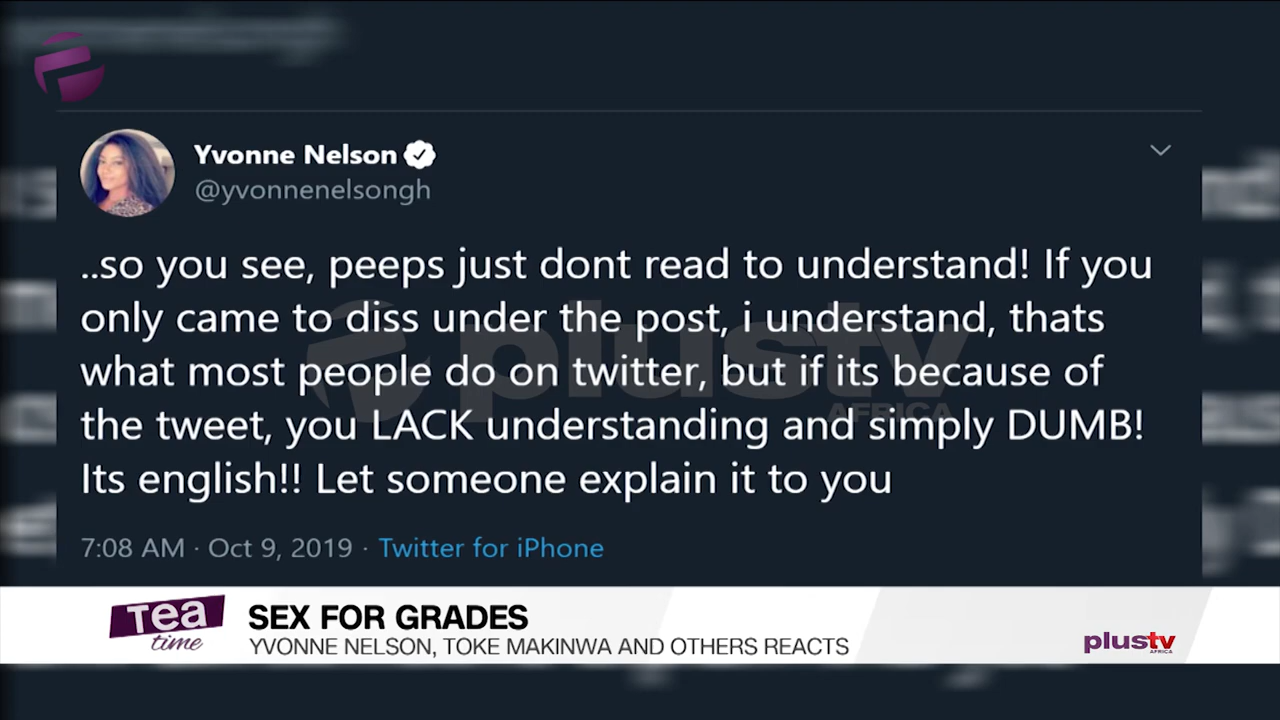 Yvonne Nelson
@yvonnenelsongh
..so you see, peeps just dont read to understand! If you
only came to diss under the post, i understand, thats
what most people do on twitter, but if its because of
the tweet, you LACK understanding and simply DUMB!
Its english!! Let someone explain it to you
plustv
AFRICA
7:08 AM · Oct 9, 2019 · Twitter for iPhone
Tea
time
SEX FOR GRADES
YVONNE NELSON, TOKE MAKINWA AND OTHERS REACTS
plustv
AFRICA